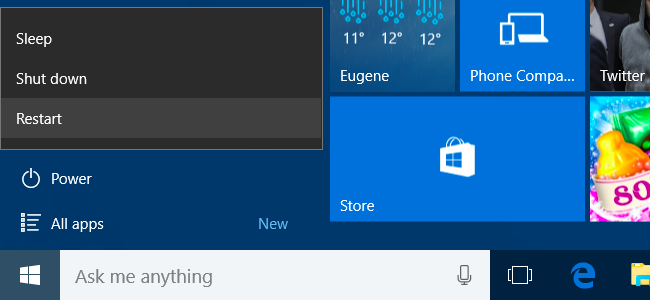 Sleep
Shut down
Restart
Power
All apps New
Ask me anything
11° 12° 12°
Eugene
Phone Compa...
Twitter
Store
80